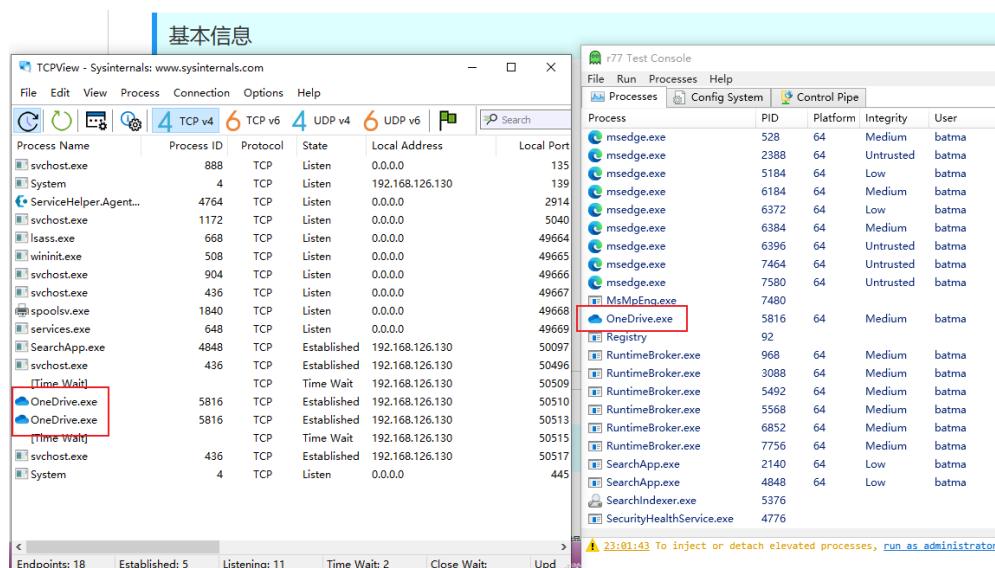 基本信息
TCPView - Sysinternals: www.sysinternals.com
File Edit View Process Connection Options Help
4 TCP v4 6 TCP v6 4 UDP v4 6 UDP v6 Search
Process Name Process ID Protocol State Local Address Local Port
svchost.exe 888 TCP Listen 0.0.0.0 135
System 4 TCP Listen 192.168.126.130 139
ServiceHelper.Agent... 4764 TCP Listen 0.0.0.0 2914
svchost.exe 1172 TCP Listen 0.0.0.0 5040
lsass.exe 668 TCP Listen 0.0.0.0 49664
wininit.exe 508 TCP Listen 0.0.0.0 49665
svchost.exe 904 TCP Listen 0.0.0.0 49666
svchost.exe 436 TCP Listen 0.0.0.0 49667
spoolsv.exe 1840 TCP Listen 0.0.0.0 49668
services.exe 648 TCP Listen 0.0.0.0 49669
SearchApp.exe 4848 TCP Established 192.168.126.130 50097
svchost.exe 436 TCP Established 192.168.126.130 50496
[Time Wait] TCP Time Wait 192.168.126.130 50509
OneDrive.exe 5816 TCP Established 192.168.126.130 50510
OneDrive.exe 5816 TCP Established 192.168.126.130 50513
[Time Wait] TCP Time Wait 192.168.126.130 50515
svchost.exe 436 TCP Established 192.168.126.130 50517
System 4 TCP Listen 0.0.0.0 445
Endpoints: 18 Established: 5 Listening: 11 Time Wait: 2 Close Wait: Upd
r77 Test Console
File Run Processes Help
Processes Config System Control Pipe
Process PID Platform Integrity User
msedge.exe 528 64 Medium batma
msedge.exe 2388 64 Untrusted batma
msedge.exe 5184 64 Low batma
msedge.exe 6184 64 Medium batma
msedge.exe 6372 64 Low batma
msedge.exe 6384 64 Medium batma
msedge.exe 6396 64 Untrusted batma
msedge.exe 7464 64 Untrusted batma
msedge.exe 7580 64 Untrusted batma
MsMpEng.exe 7480
OneDrive.exe 5816 64 Medium batma
Registry 92
RuntimeBroker.exe 968 64 Medium batma
RuntimeBroker.exe 3088 64 Medium batma
RuntimeBroker.exe 5492 64 Medium batma
RuntimeBroker.exe 5568 64 Medium batma
RuntimeBroker.exe 6852 64 Medium batma
RuntimeBroker.exe 7756 64 Medium batma
SearchApp.exe 2140 64 Low batma
SearchApp.exe 4848 64 Low batma
SearchIndexer.exe 5376
SecurityHealthService.exe 4776
23:01:43 To inject or detach elevated processes, run as administrator